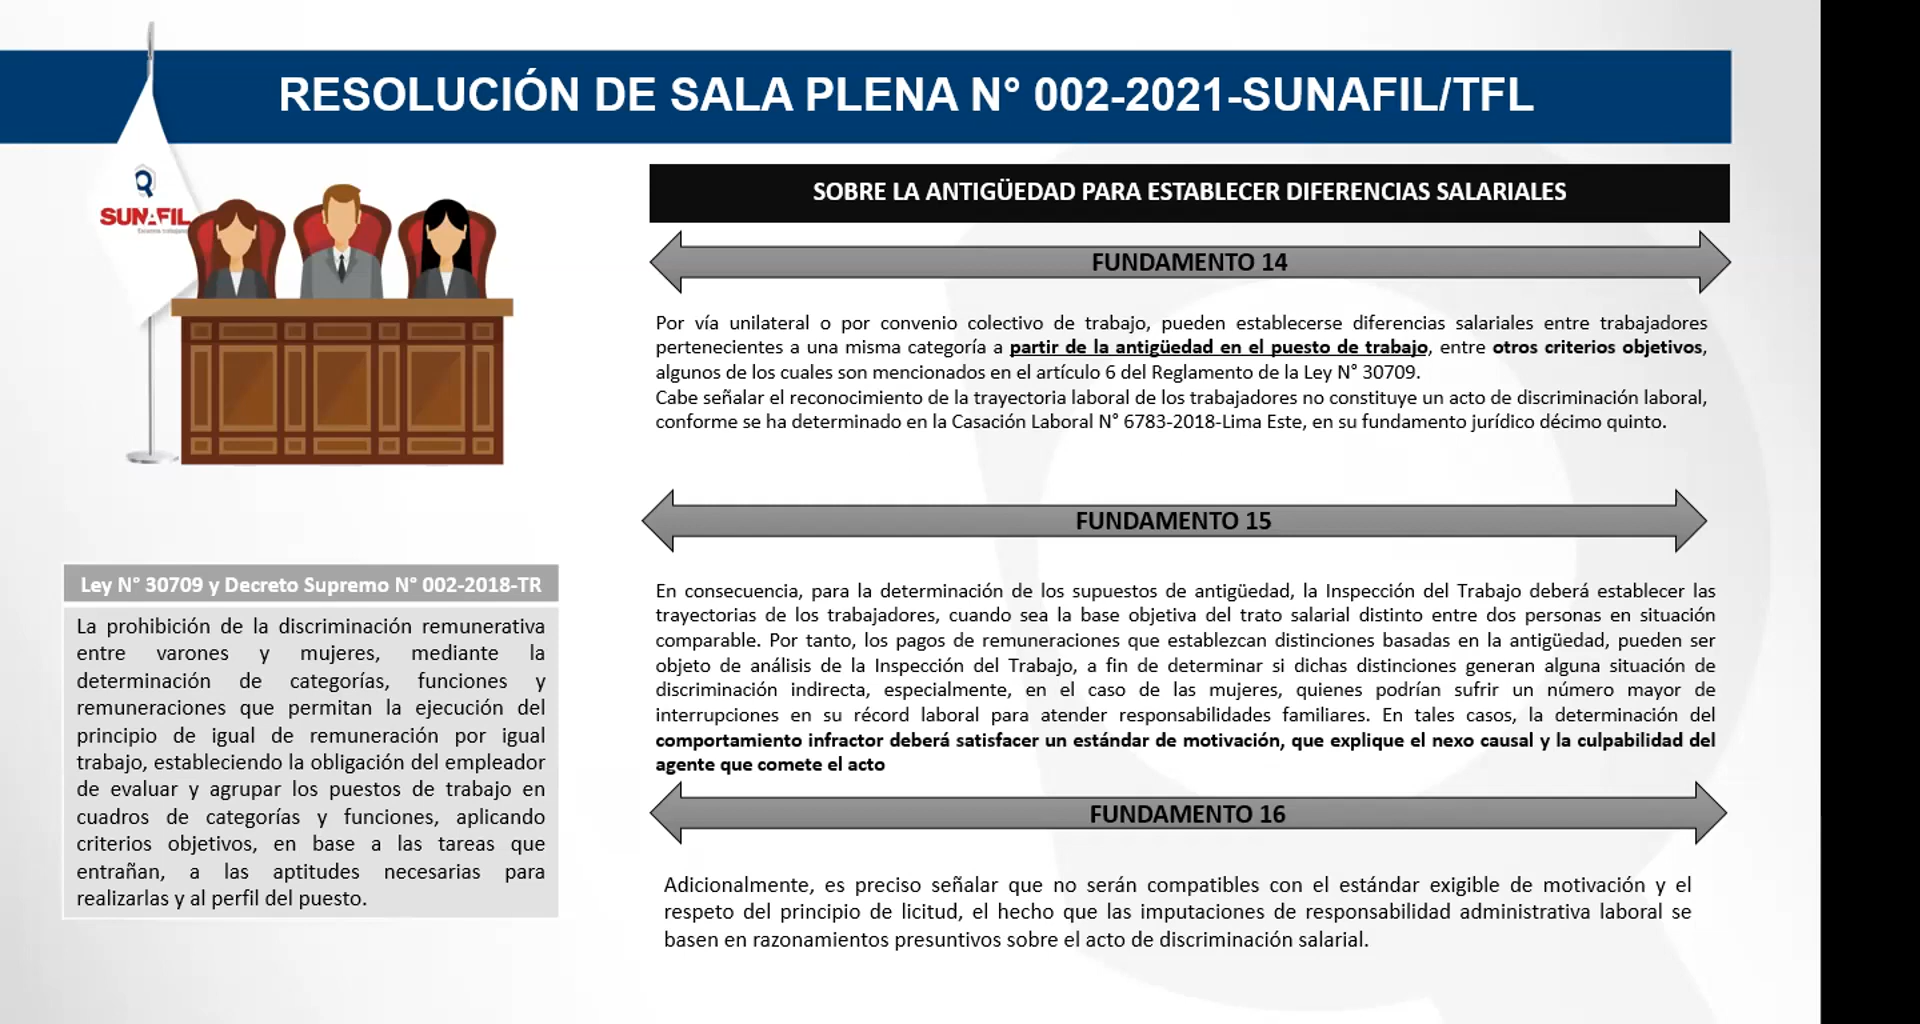 RESOLUCIÓN DE SALA PLENA N° 002-2021-SUNAFIL/TFL
SUNAFIL
SOBRE LA ANTIGÜEDAD PARA ESTABLECER DIFERENCIAS SALARIALES
FUNDAMENTO 14
Por vía unilateral o por convenio colectivo de trabajo, pueden establecerse diferencias salariales entre trabajadores
pertenecientes a una misma categoría a partir de la antigüedad en el puesto de trabajo, entre otros criterios objetivos,
algunos de los cuales son mencionados en el artículo 6 del Reglamento de la Ley N° 30709.
Cabe señalar el reconocimiento de la trayectoria laboral de los trabajadores no constituye un acto de discriminación laboral,
conforme se ha determinado en la Casación Laboral N° 6783-2018-Lima Este, en su fundamento jurídico décimo quinto.
FUNDAMENTO 15
En consecuencia, para la determinación de los supuestos de antigüedad, la Inspección del Trabajo deberá establecer las
trayectorias de los trabajadores, cuando sea la base objetiva del trato salarial distinto entre dos personas en situación
comparable. Por tanto, los pagos de remuneraciones que establezcan distinciones basadas en la antigüedad, pueden ser
objeto de análisis de la Inspección del Trabajo, a fin de determinar si dichas distinciones generan alguna situación de
discriminación indirecta, especialmente, en el caso de las mujeres, quienes podrían sufrir un número mayor de
interrupciones en su récord laboral para atender responsabilidades familiares. En tales casos, la determinación del
comportamiento infractor deberá satisfacer un estándar de motivación, que explique el nexo causal y la culpabilidad del
agente que comete el acto
FUNDAMENTO 16
Adicionalmente, es preciso señalar que no serán compatibles con el estándar exigible de motivación y el
respeto del principio de licitud, el hecho que las imputaciones de responsabilidad administrativa laboral se
basen en razonamientos presuntivos sobre el acto de discriminación salarial.
Ley N° 30709 y Decreto Supremo N° 002-2018-TR
La prohibición de la discriminación remunerativa
entre varones y mujeres, mediante la
determinación de categorías, funciones y
remuneraciones que permitan la ejecución del
principio de igual de remuneración por igual
trabajo, estableciendo la obligación del empleador
de evaluar y agrupar los puestos de trabajo en
cuadros de categorías y funciones, aplicando
criterios objetivos, en base a las tareas que
entrañan, a las aptitudes necesarias para
realizarlas y al perfil del puesto.